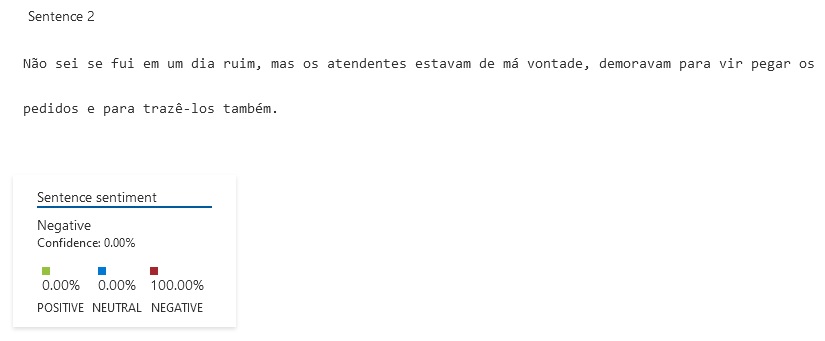 Sentence 2
Não sei se fui em um dia ruim, mas os atendentes estavam de má vontade, demoravam para vir pegar os
pedidos e para trazê-los também.
Sentence sentiment
Negative
Confidence: 0.00%
0.00% 0.00% 100.00%
POSITIVE NEUTRAL NEGATIVE